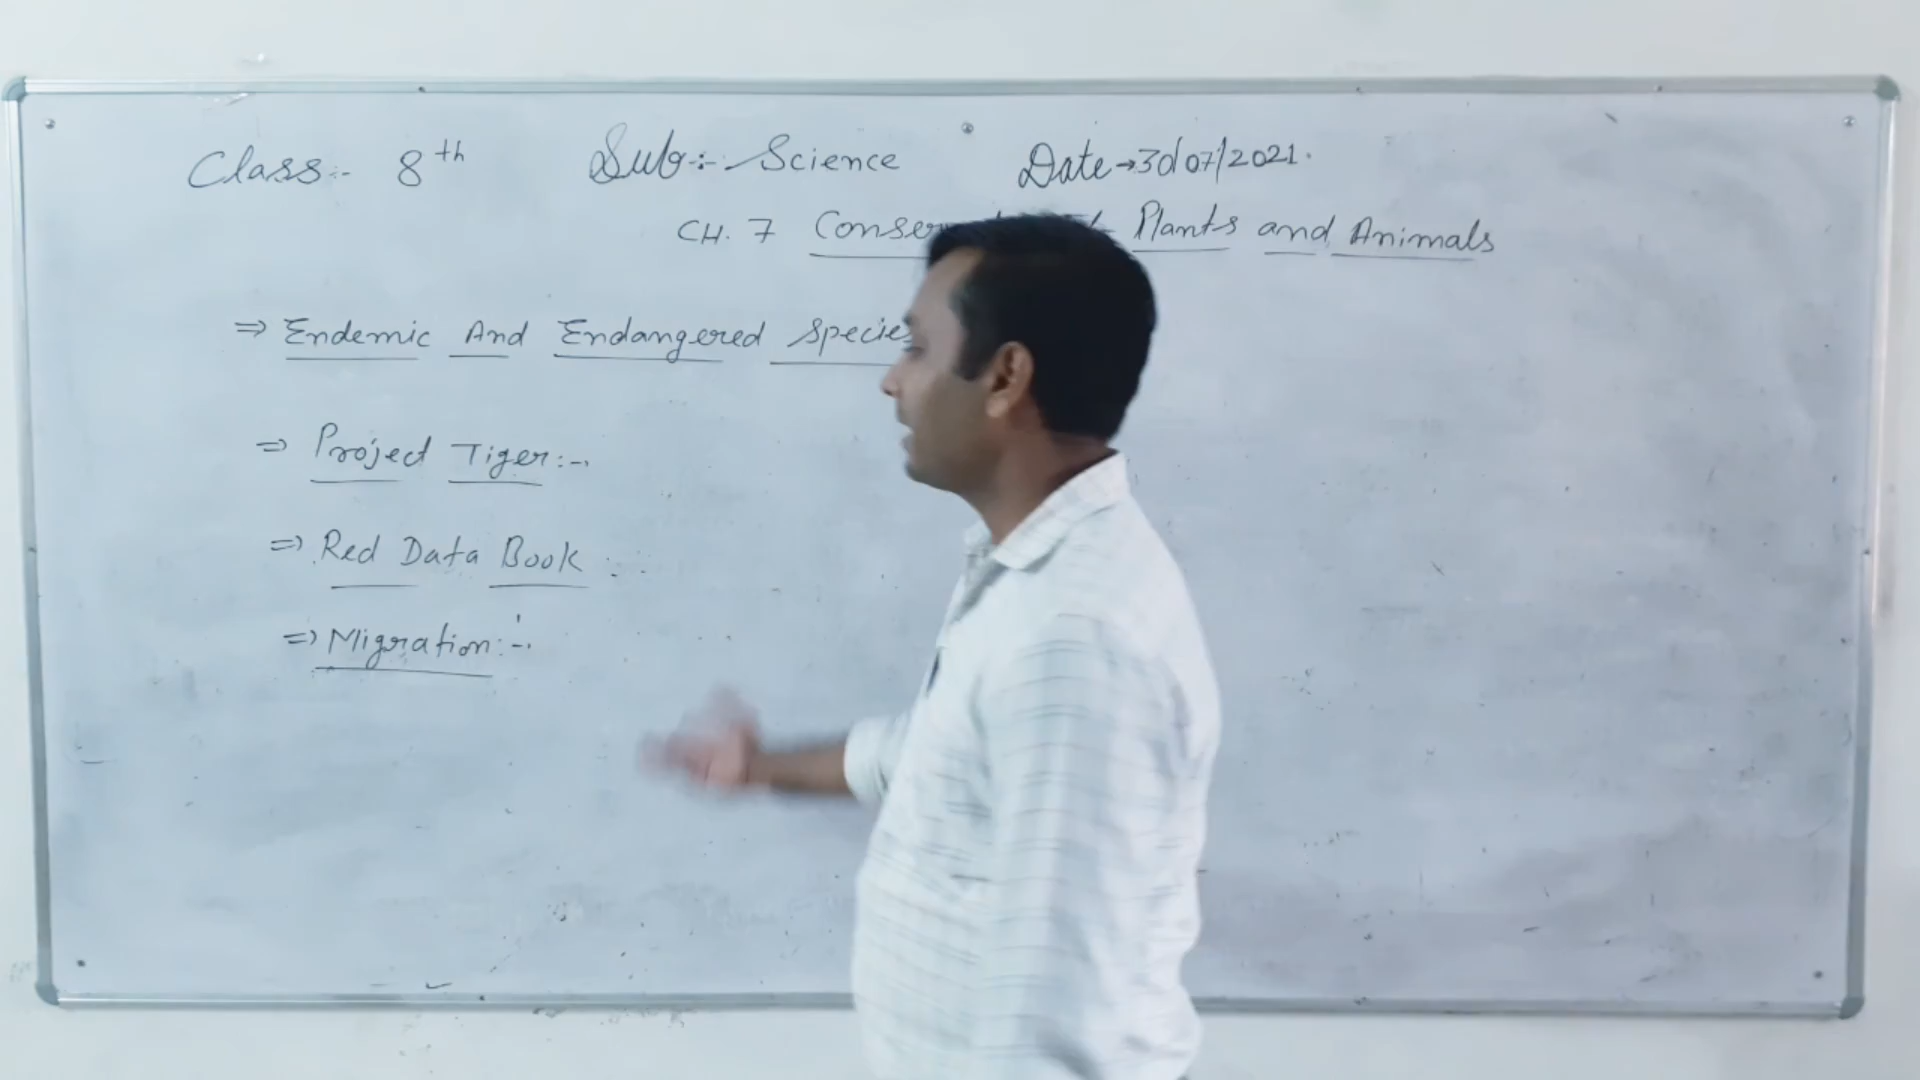 Class:- 8th Sub:- Science Date→30/07/2021.
CH. 7 Plants and Animals
⇒ Endemic And Endangered Species
⇒ Project Tiger:-
⇒ Red Data Book :
⇒ Migration:-